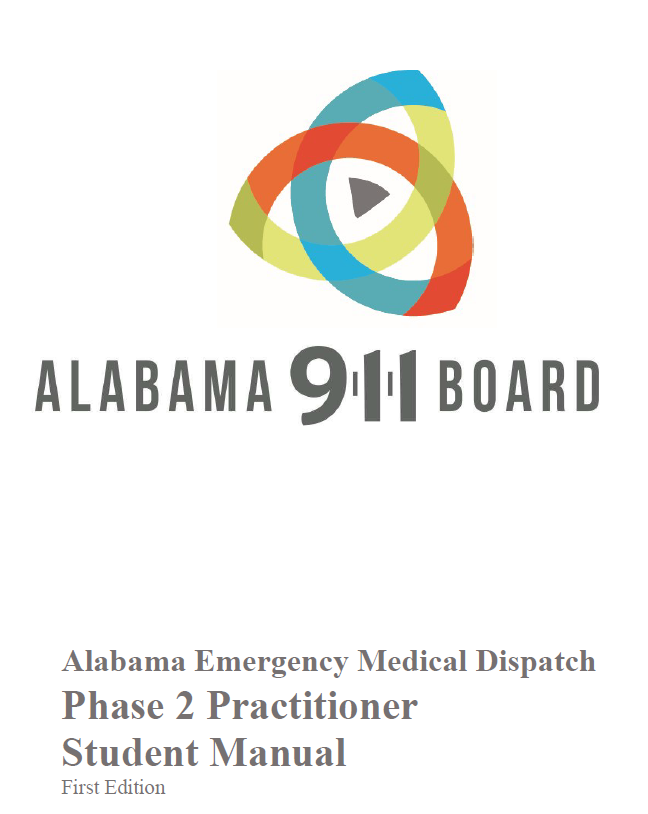 ALABAMA 911 BOARD
Alabama Emergency Medical Dispatch
Phase 2 Practitioner
Student Manual
First Edition